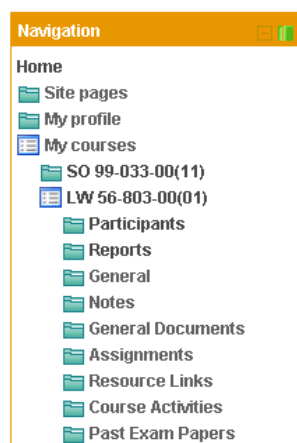 Navigation
Home
Site pages
My profile
My courses
SO 99-033-00(11)
LW 56-803-00(01)
Participants
Reports
General
Notes
General Documents
Assignments
Resource Links
Course Activities
Past Exam Papers